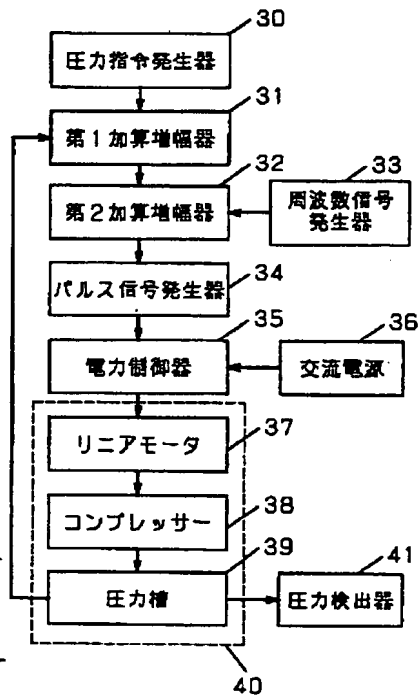 30
圧力指令発生器
31
第1加算増幅器
32
第2加算増幅器
33
周波数信号
発生器
34
パルス信号発生器
35
電力制御器
36
交流電源
37
リニアモータ
38
コンプレッサー
39
圧力槽
41
圧力検出器
40